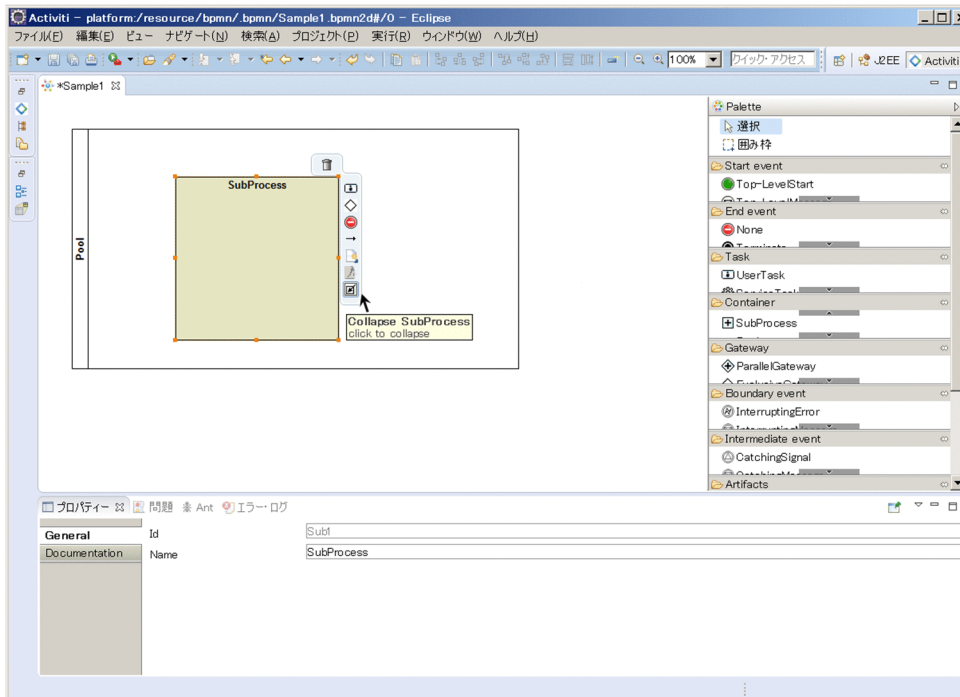 Activiti - platform:/resource/bpmn/.bpmn/Sample1.bpmn2d#/0 - Eclipse
ファイル(F) 編集(E) ビュー ナビゲート(N) 検索(A) プロジェクト(P) 実行(R) ウィンドウ(W) ヘルプ(H)
100% クイック・アクセス J2EE Activiti
*Sample1
Pool
SubProcess
Collapse SubProcess
click to collapse
Palette
選択
囲み枠
Start event
Top-LevelStart
End event
None
Terminate
Task
UserTask
ServiceTask
Container
SubProcess
Gateway
ParallelGateway
Boundary event
InterruptingError
Intermediate event
CatchingSignal
Artifacts
プロパティー 問題 Ant エラー・ログ
General
Documentation
Id Sub1
Name SubProcess